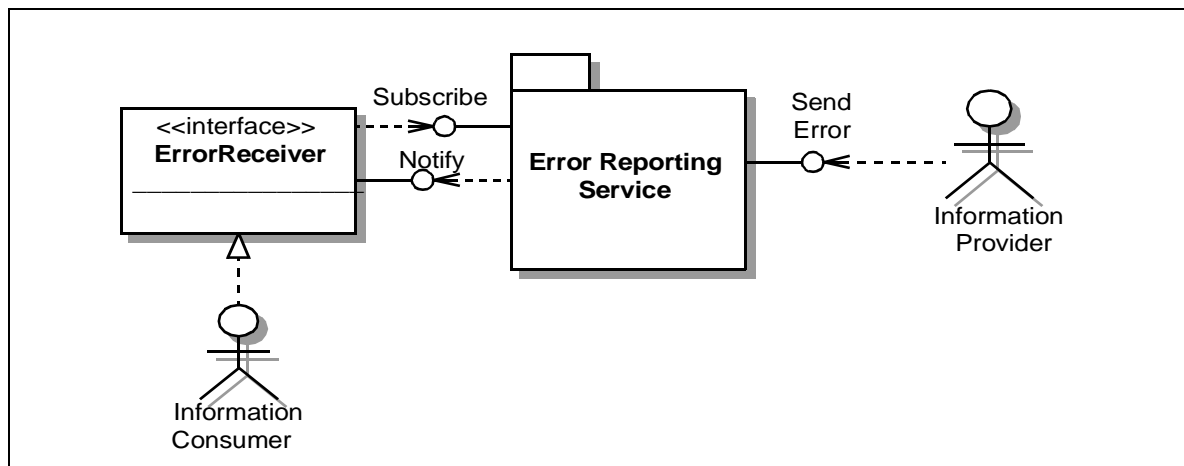 Subscribe
<<interface>>
ErrorReceiver
Notify
Error Reporting
Service
Send
Error
Information
Provider
Information
Consumer